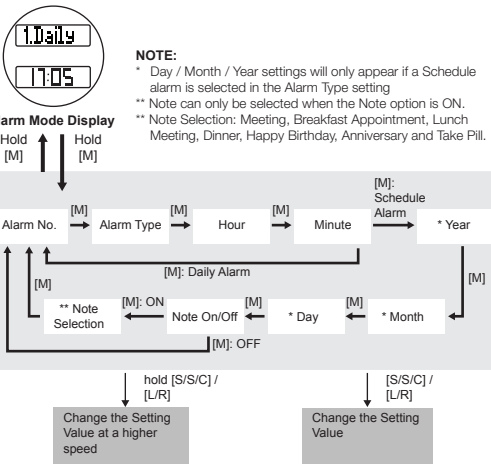 1.Daily
17:05
NOTE:
* Day / Month / Year settings will only appear if a Schedule
alarm is selected in the Alarm Type setting
** Note can only be selected when the Note option is ON.
** Note Selection: Meeting, Breakfast Appointment, Lunch
Meeting, Dinner, Happy Birthday, Anniversary and Take Pill.
arm Mode Display
Hold
[M]
Hold
[M]
Alarm No.
[M]
Alarm Type
[M]
Hour
[M]
Minute
[M]:
Schedule
Alarm
* Year
[M]: Daily Alarm
[M]
[M]
** Note
Selection
[M]: ON
Note On/Off
[M]
* Day
[M]
* Month
[M]: OFF
hold [S/S/C] /
[L/R]
[S/S/C] /
[L/R]
Change the Setting
Value at a higher
speed
Change the Setting
Value